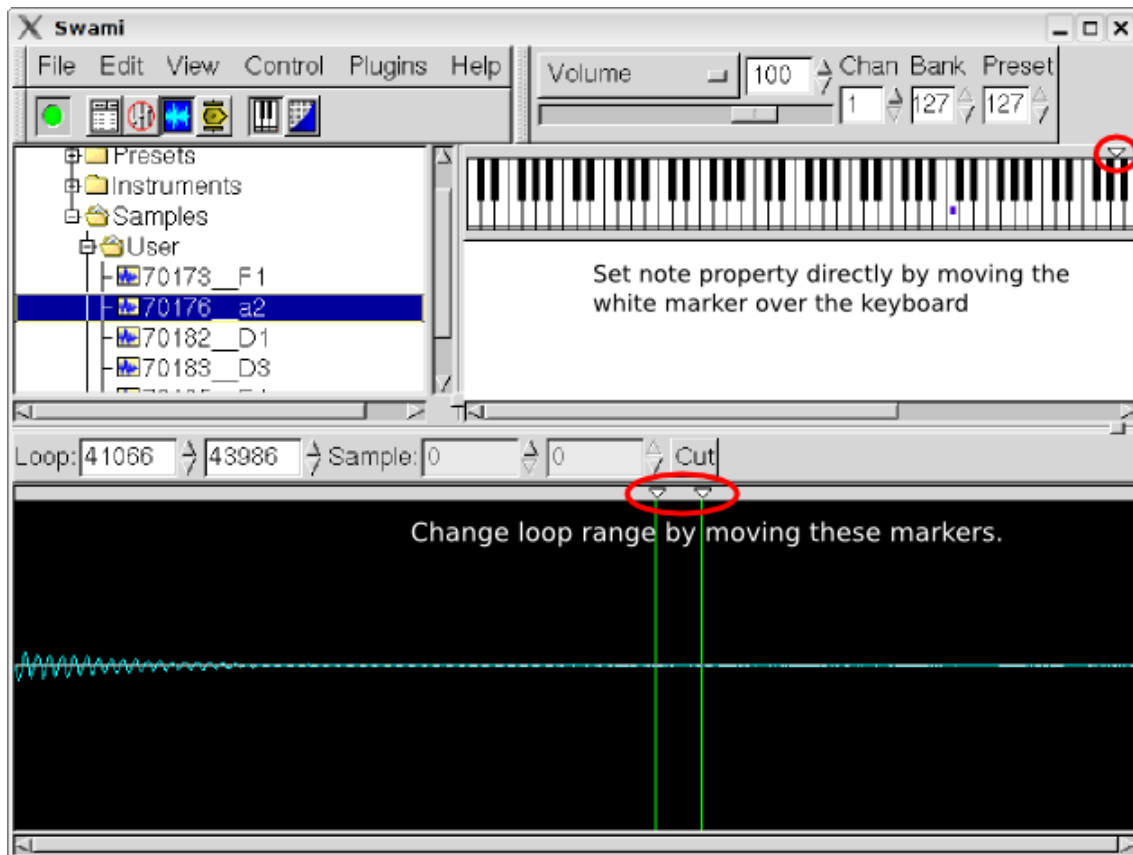 Swami
File Edit View Control Plugins Help
Volume 100 Chan Bank Preset
1 127 127
Presets
Instruments
Samples
User
70173__F1
70176__a2
70182__D1
70183__D3
Set note property directly by moving the
white marker over the keyboard
Loop: 41066 43986 Sample: 0 0 Cut
Change loop range by moving these markers.